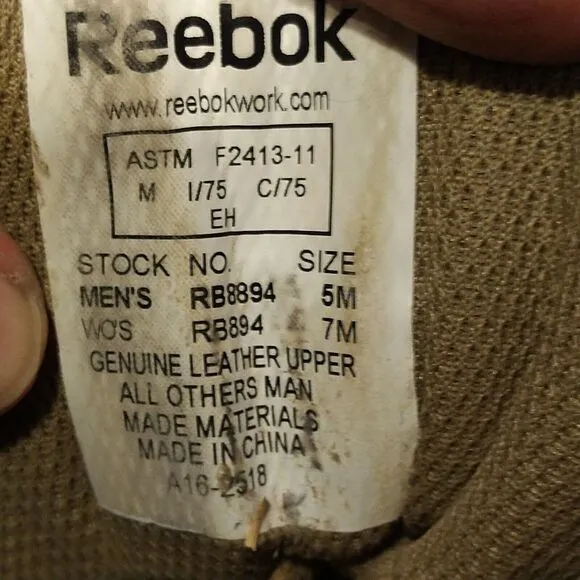 Reebok
www.reebokwork.com
ASTM F2413-11
M I/75 C/75
EH
STOCK NO. SIZE
MEN'S RB8894 5M
WO'S RB894 7M
GENUINE LEATHER UPPER
ALL OTHERS MAN
MADE MATERIALS
MADE IN CHINA
A16-2518